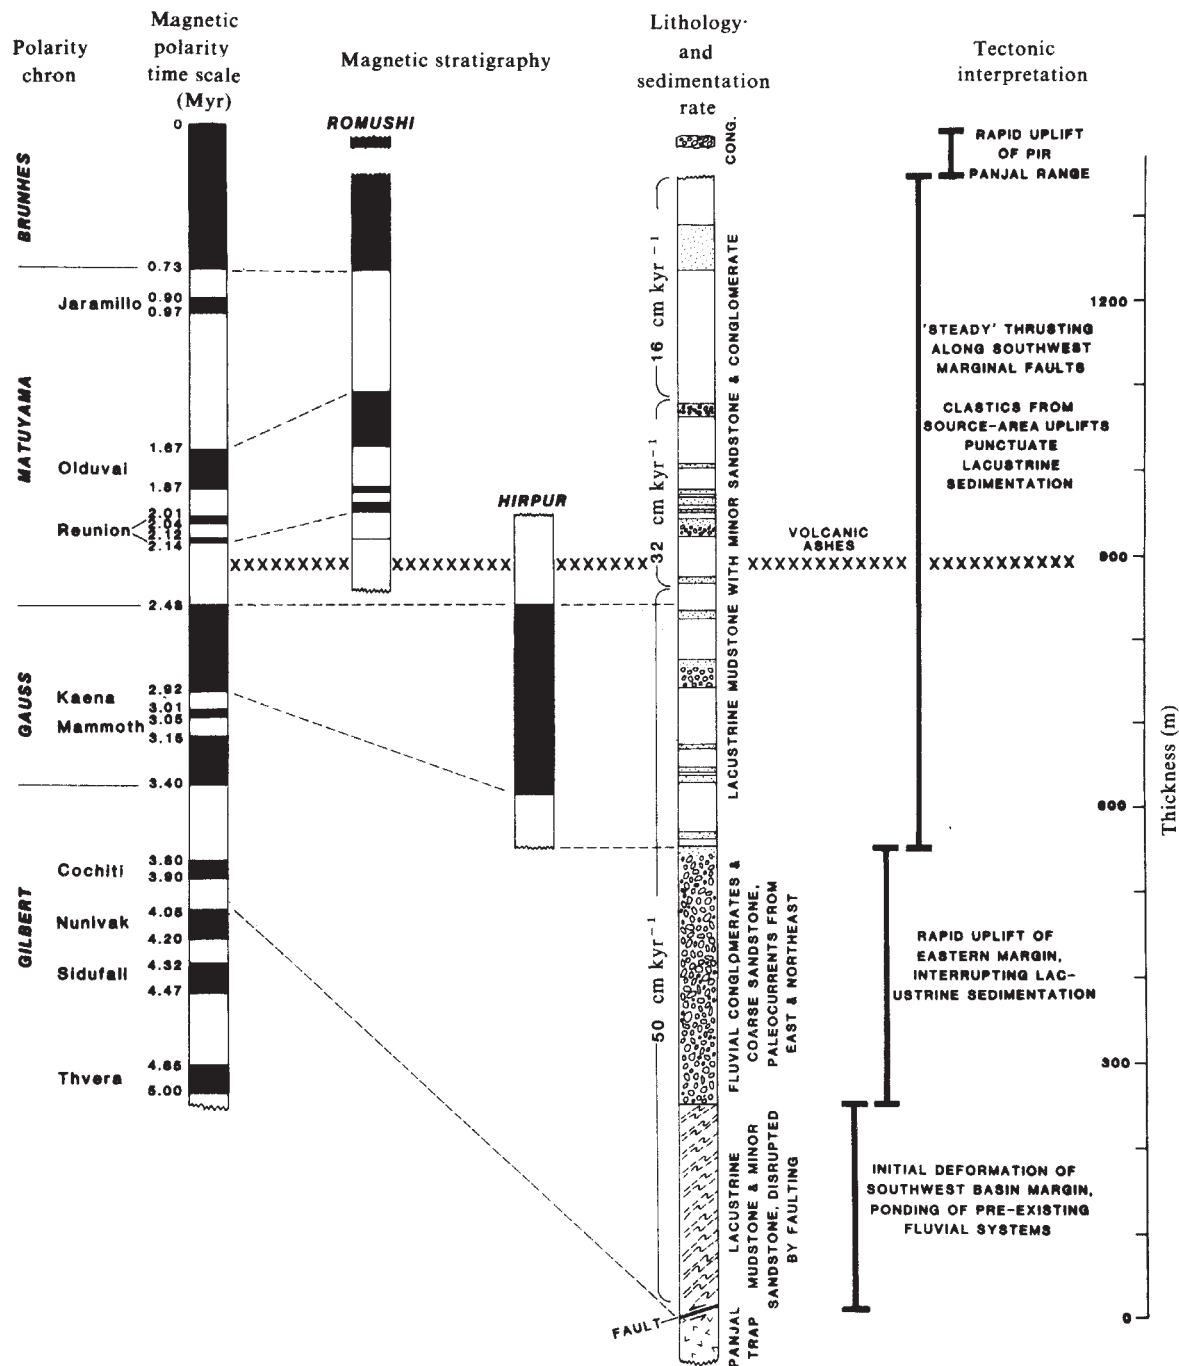 Polarity
chron
Magnetic
polarity
time scale
(Myr)
Magnetic stratigraphy
Lithology
and
sedimentation
rate
Tectonic
interpretation
BRUNHES
MATUYAMA
GAUSS
GILBERT
0
0.73
0.90
Jaramillo
0.97
1.67
Olduvai
1.87
2.01
2.04
Reunion
2.12
2.14
2.48
2.92
Kaena
3.01
3.05
Mammoth
3.15
3.40
3.80
Cochiti
3.90
4.05
Nunivak
4.20
4.32
Sidufall
4.47
4.85
Thvera
5.00
ROMUSHI
HIRPUR
XXXXXXXXXXX
XXXXXXXXXX
XXXXXXXX
XXXXXXXXXXXXX
XXXXXXXXXXXX
VOLCANIC
ASHES
16 cm kyr⁻¹
32 cm kyr⁻¹
50 cm kyr⁻¹
FAULT
CONG.
LACUSTRINE MUDSTONE WITH MINOR SANDSTONE & CONGLOMERATE
FLUVIAL CONGLOMERATES &
COARSE SANDSTONE,
PALEOCURRENTS FROM
EAST & NORTHEAST
LACUSTRINE
MUDSTONE & MINOR
SANDSTONE, DISRUPTED
BY FAULTING
PANJAL
TRAP
RAPID UPLIFT
OF PIR
PANJAL RANGE
'STEADY' THRUSTING
ALONG SOUTHWEST
MARGINAL FAULTS
CLASTICS FROM
SOURCE-AREA UPLIFTS
PUNCTUATE
LACUSTRINE
SEDIMENTATION
RAPID UPLIFT OF
EASTERN MARGIN,
INTERRUPTING LAC-
USTRINE SEDIMENTATION
INITIAL DEFORMATION OF
SOUTHWEST BASIN MARGIN,
PONDING OF PRE-EXISTING
FLUVIAL SYSTEMS
1200
900
600
300
0
Thickness (m)